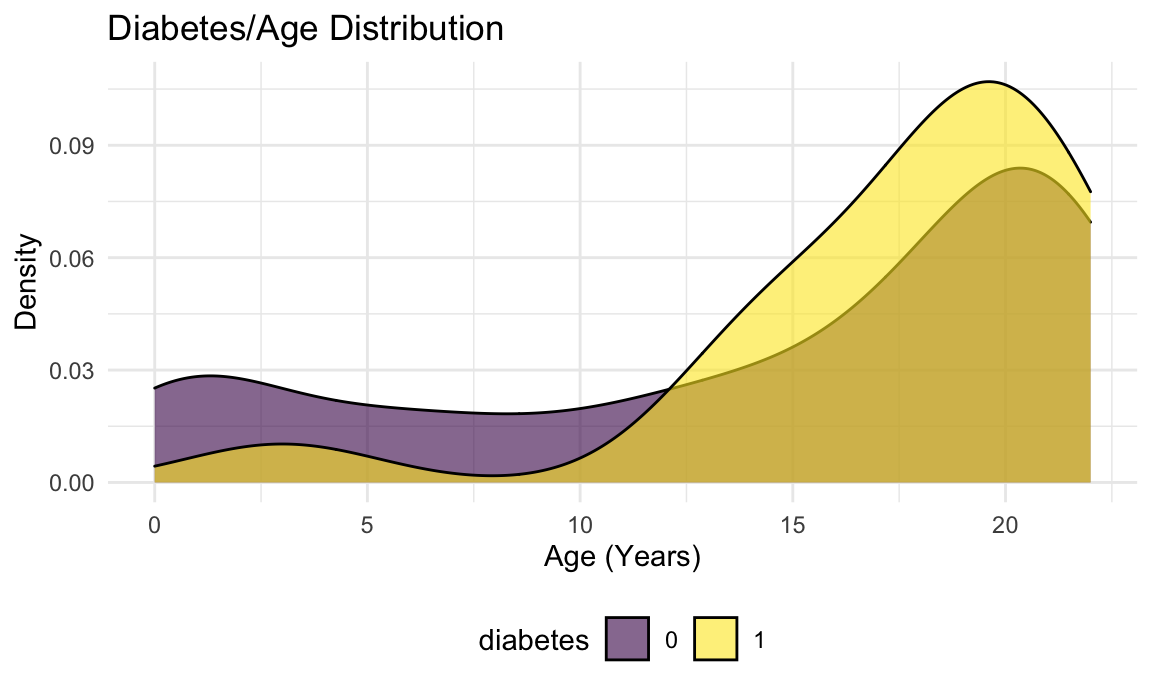 Diabetes/Age Distribution
0.09
0.06
0.03
0.00
Density
0 5 10 15 20
Age (Years)
diabetes 0 1